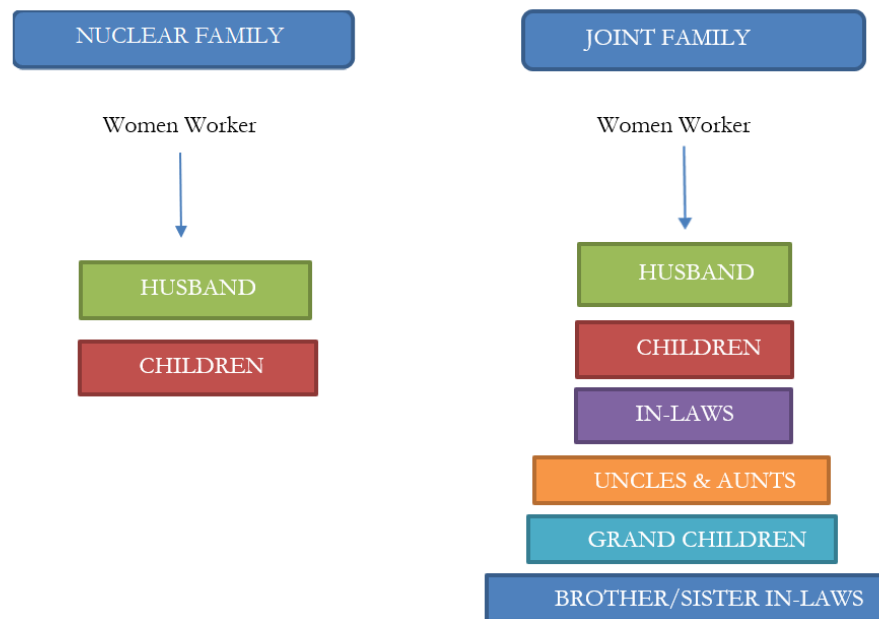 NUCLEAR FAMILY
Women Worker
HUSBAND
CHILDREN
JOINT FAMILY
Women Worker
HUSBAND
CHILDREN
IN-LAWS
UNCLES & AUNTS
GRAND CHILDREN
BROTHER/SISTER IN-LAWS